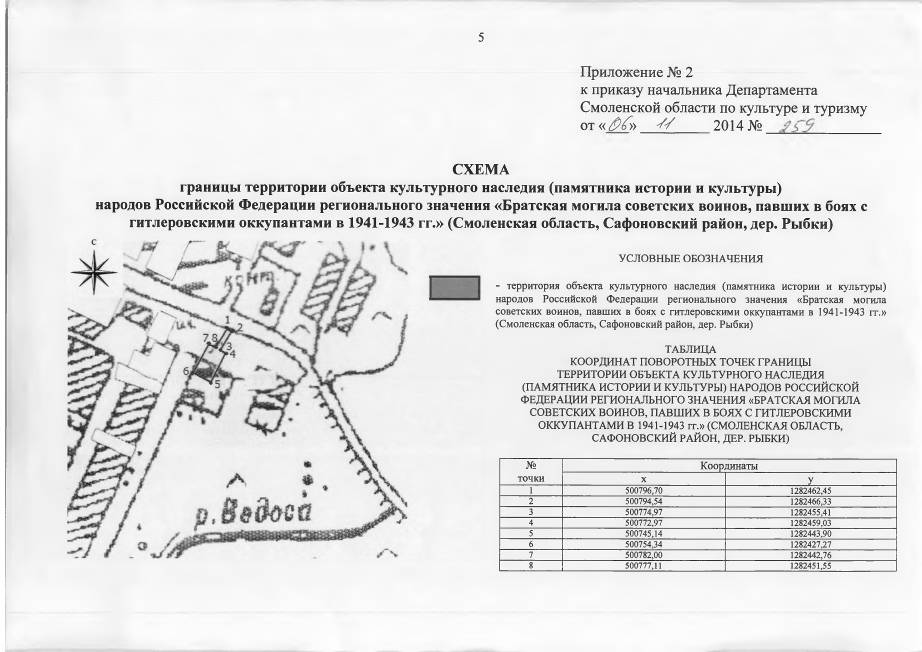 5
Приложение № 2
к приказу начальника Департамента
Смоленской области по культуре и туризму
от «06» 11 2014 № 259
СХЕМА
границы территории объекта культурного наследия (памятника истории и культуры)
народов Российской Федерации регионального значения «Братская могила советских воинов, павших в боях с
гитлеровскими оккупантами в 1941-1943 гг.» (Смоленская область, Сафоновский район, дер. Рыбки)
с
1
2
7 8
3
4
6
5
р. Ведоса
УСЛОВНЫЕ ОБОЗНАЧЕНИЯ
- территория объекта культурного наследия (памятника истории и культуры)
народов Российской Федерации регионального значения «Братская могила
советских воинов, павших в боях с гитлеровскими оккупантами в 1941-1943 гг.»
(Смоленская область, Сафоновский район, дер. Рыбки)
ТАБЛИЦА
КООРДИНАТ ПОВОРОТНЫХ ТОЧЕК ГРАНИЦЫ
ТЕРРИТОРИИ ОБЪЕКТА КУЛЬТУРНОГО НАСЛЕДИЯ
(ПАМЯТНИКА ИСТОРИИ И КУЛЬТУРЫ) НАРОДОВ РОССИЙСКОЙ
ФЕДЕРАЦИИ РЕГИОНАЛЬНОГО ЗНАЧЕНИЯ «БРАТСКАЯ МОГИЛА
СОВЕТСКИХ ВОИНОВ, ПАВШИХ В БОЯХ С ГИТЛЕРОВСКИМИ
ОККУПАНТАМИ В 1941-1943 гг.» (СМОЛЕНСКАЯ ОБЛАСТЬ,
САФОНОВСКИЙ РАЙОН, ДЕР. РЫБКИ)
№ Координаты
точки х у
1 500796,70 1282462,45
2 500794,54 1282466,33
3 500774,97 1282455,41
4 500772,97 1282459,03
5 500745,14 1282443,90
6 500754,34 1282427,27
7 500782,00 1282442,76
8 500777,11 1282451,55